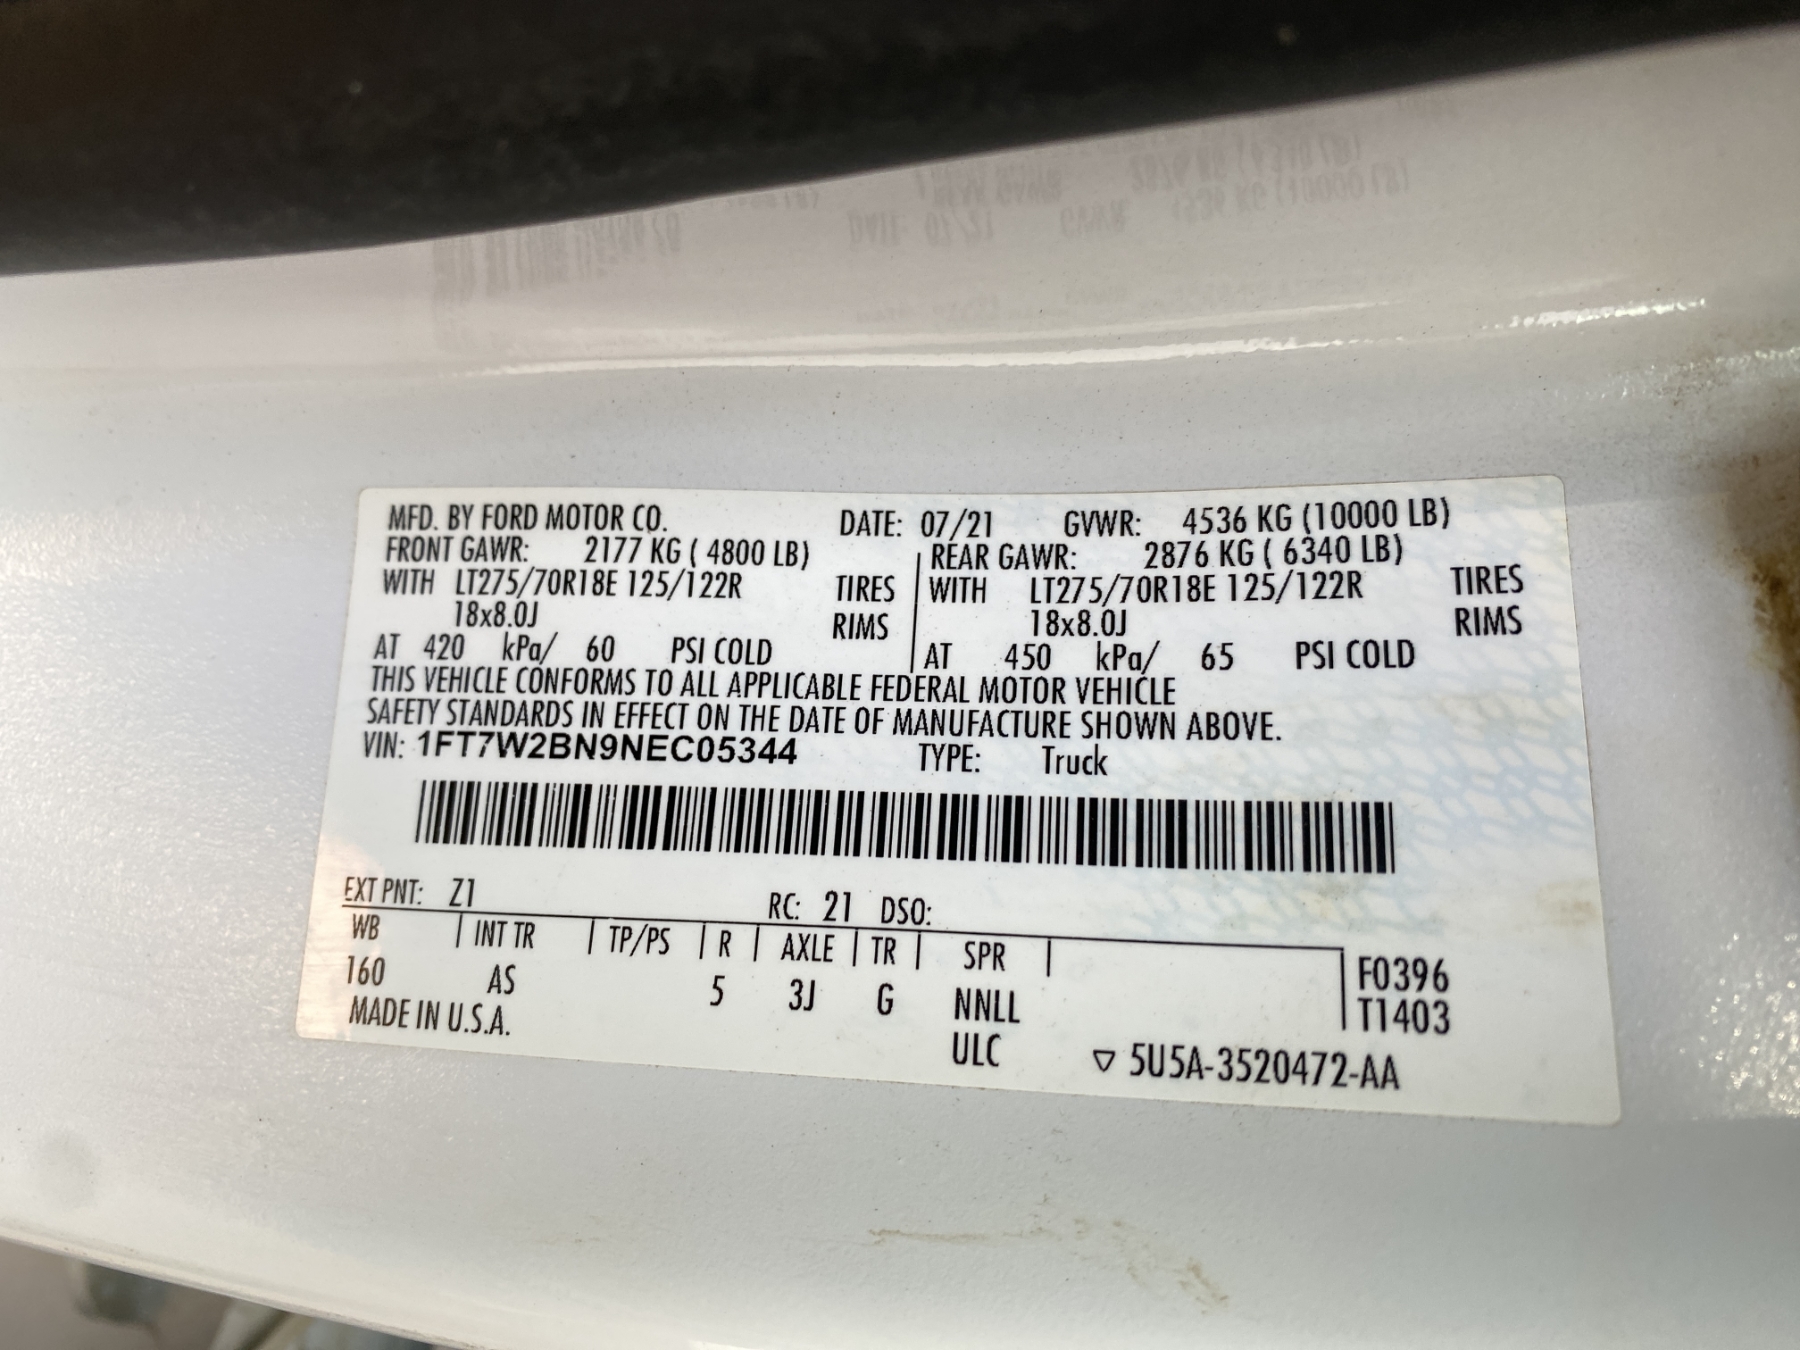 MFD. BY FORD MOTOR CO. DATE: 07/21 GVWR: 4536 KG (10000 LB)
FRONT GAWR: 2177 KG ( 4800 LB) REAR GAWR: 2876 KG ( 6340 LB)
WITH LT275/70R18E 125/122R TIRES WITH LT275/70R18E 125/122R TIRES
18x8.0J RIMS 18x8.0J RIMS
AT 420 kPa/ 60 PSI COLD AT 450 kPa/ 65 PSI COLD
THIS VEHICLE CONFORMS TO ALL APPLICABLE FEDERAL MOTOR VEHICLE
SAFETY STANDARDS IN EFFECT ON THE DATE OF MANUFACTURE SHOWN ABOVE.
VIN: 1FT7W2BN9NEC05344 TYPE: Truck
EXT PNT: Z1 RC: 21 DSO:
WB INT TR TP/PS R AXLE TR SPR
160 AS 5 3J G NNLL F0396
MADE IN U.S.A. T1403
ULC ▽ 5U5A-3520472-AA